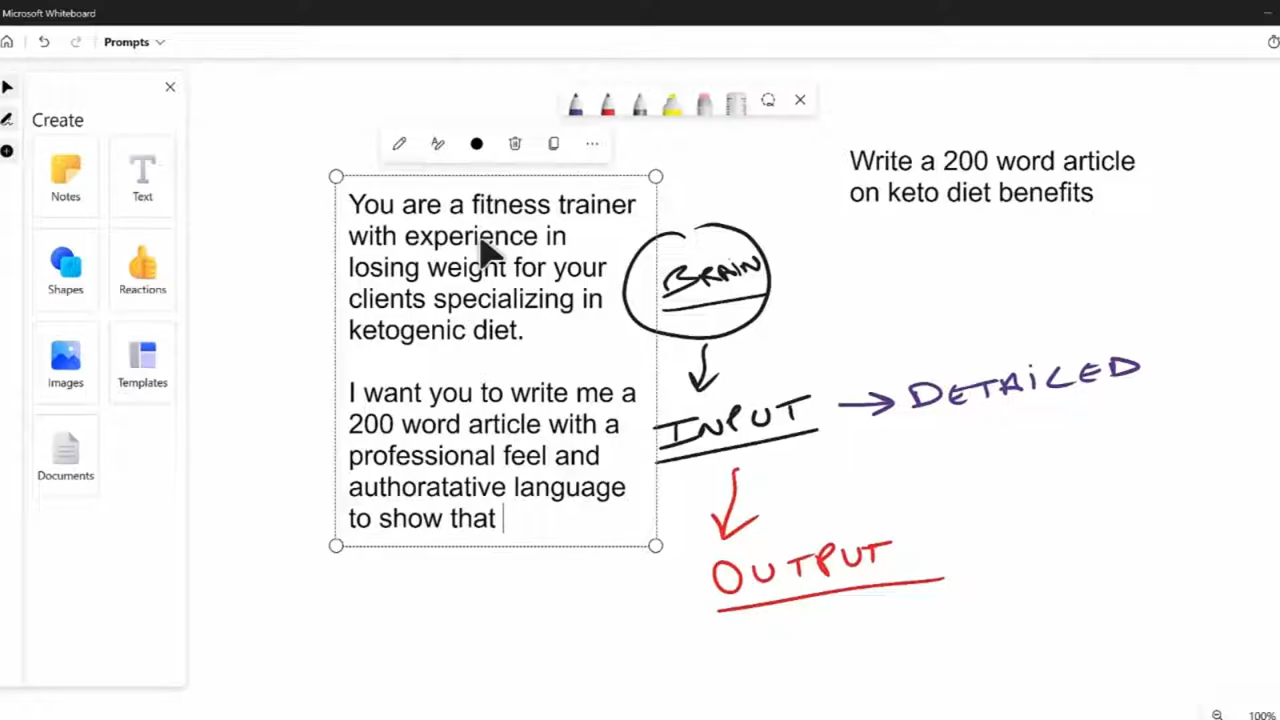 Microsoft Whiteboard
Prompts
Create
Notes
Text
Shapes
Reactions
Images
Templates
Documents
You are a fitness trainer
with experience in
losing weight for your
clients specializing in
ketogenic diet.
I want you to write me a
200 word article with a
professional feel and
authoratative language
to show that
Write a 200 word article
on keto diet benefits
BRAIN
INPUT
DETAILED
OUTPUT
100%